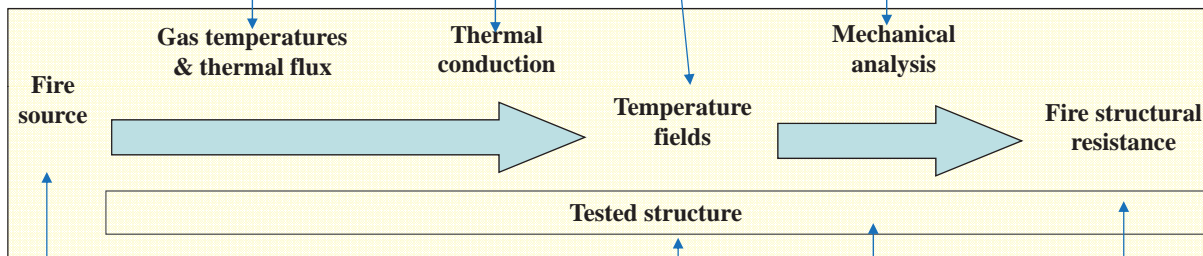 Gas temperatures
& thermal flux
Thermal
conduction
Mechanical
analysis
Fire
source
Temperature
fields
Fire structural
resistance
Tested structure